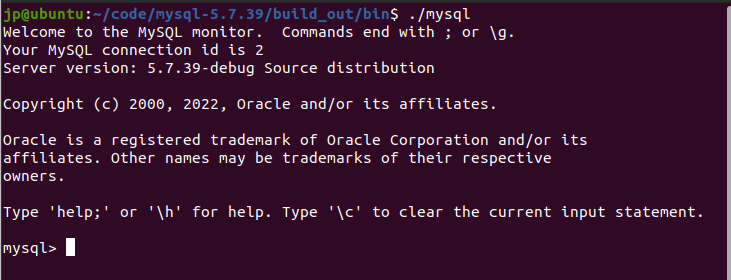 jp@ubuntu:~/code/mysql-5.7.39/build_out/bin$ ./mysql
Welcome to the MySQL monitor.  Commands end with ; or \g.
Your MySQL connection id is 2
Server version: 5.7.39-debug Source distribution

Copyright (c) 2000, 2022, Oracle and/or its affiliates.

Oracle is a registered trademark of Oracle Corporation and/or its
affiliates. Other names may be trademarks of their respective
owners.

Type 'help;' or '\h' for help. Type '\c' to clear the current input statement.

mysql>